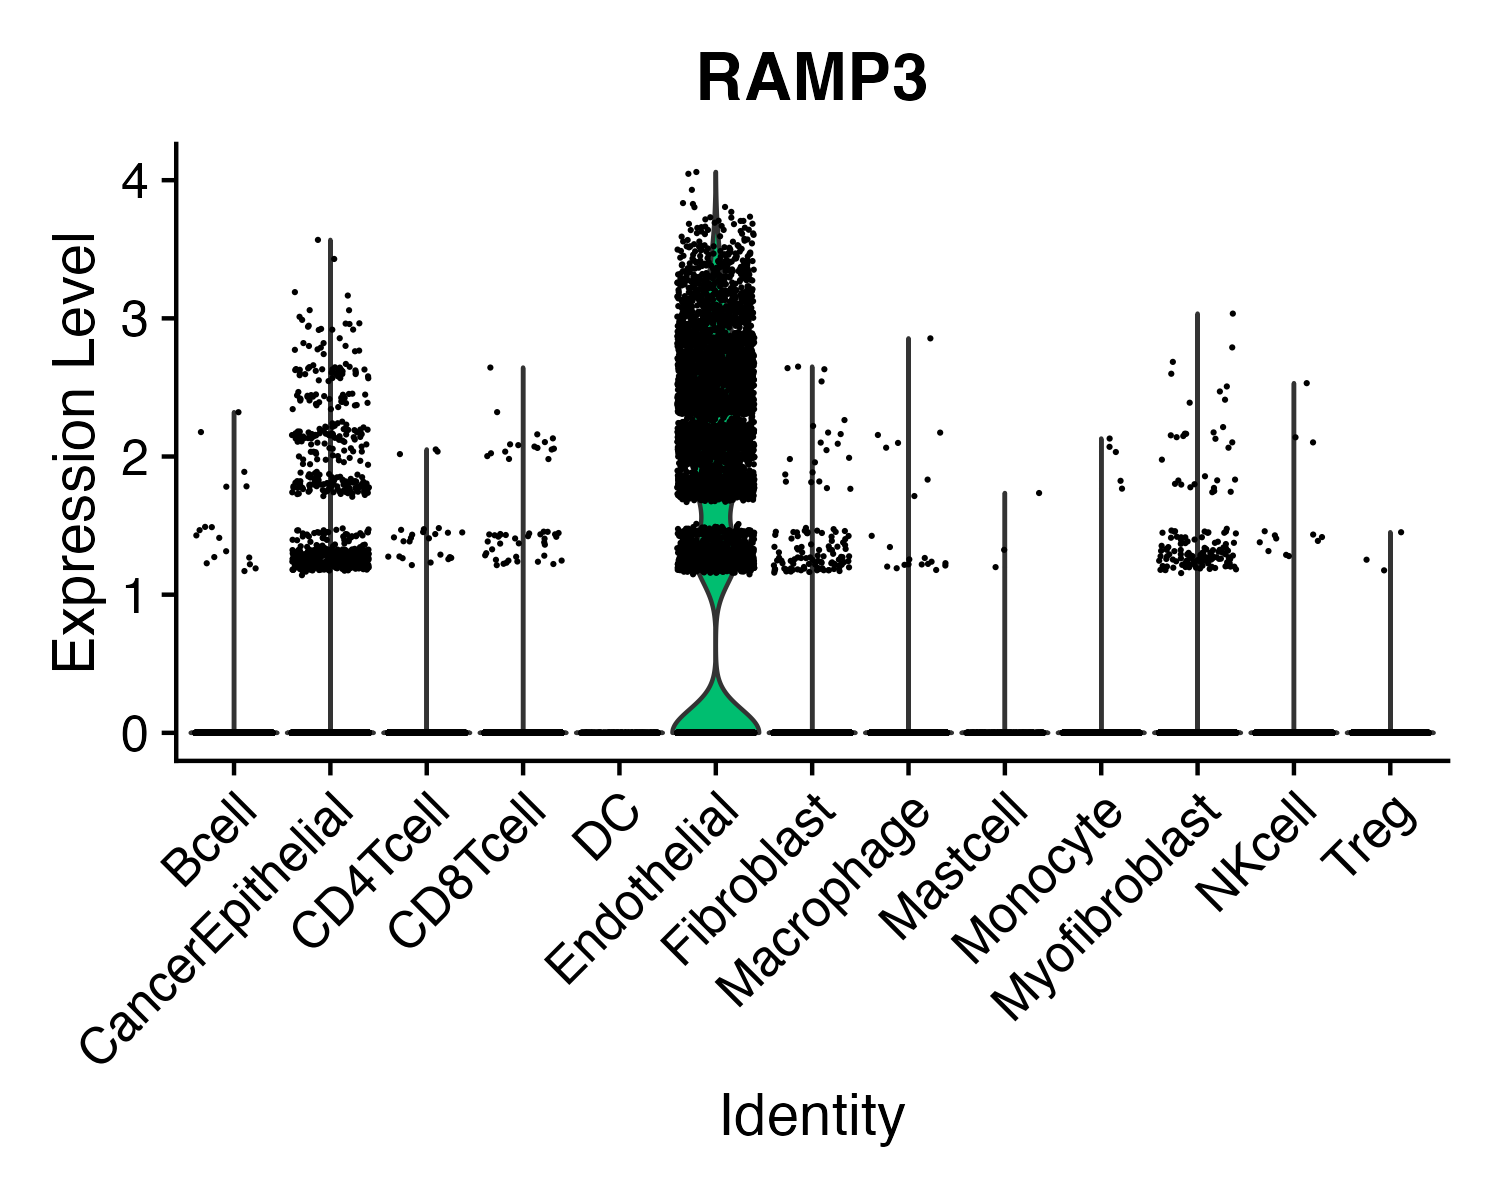 RAMP3
Expression Level
4
3
2
1
0
Bcell
CancerEpithelial
CD4Tcell
CD8Tcell
DC
Endothelial
Fibroblast
Macrophage
Mastcell
Monocyte
Myofibroblast
NKcell
Treg
Identity